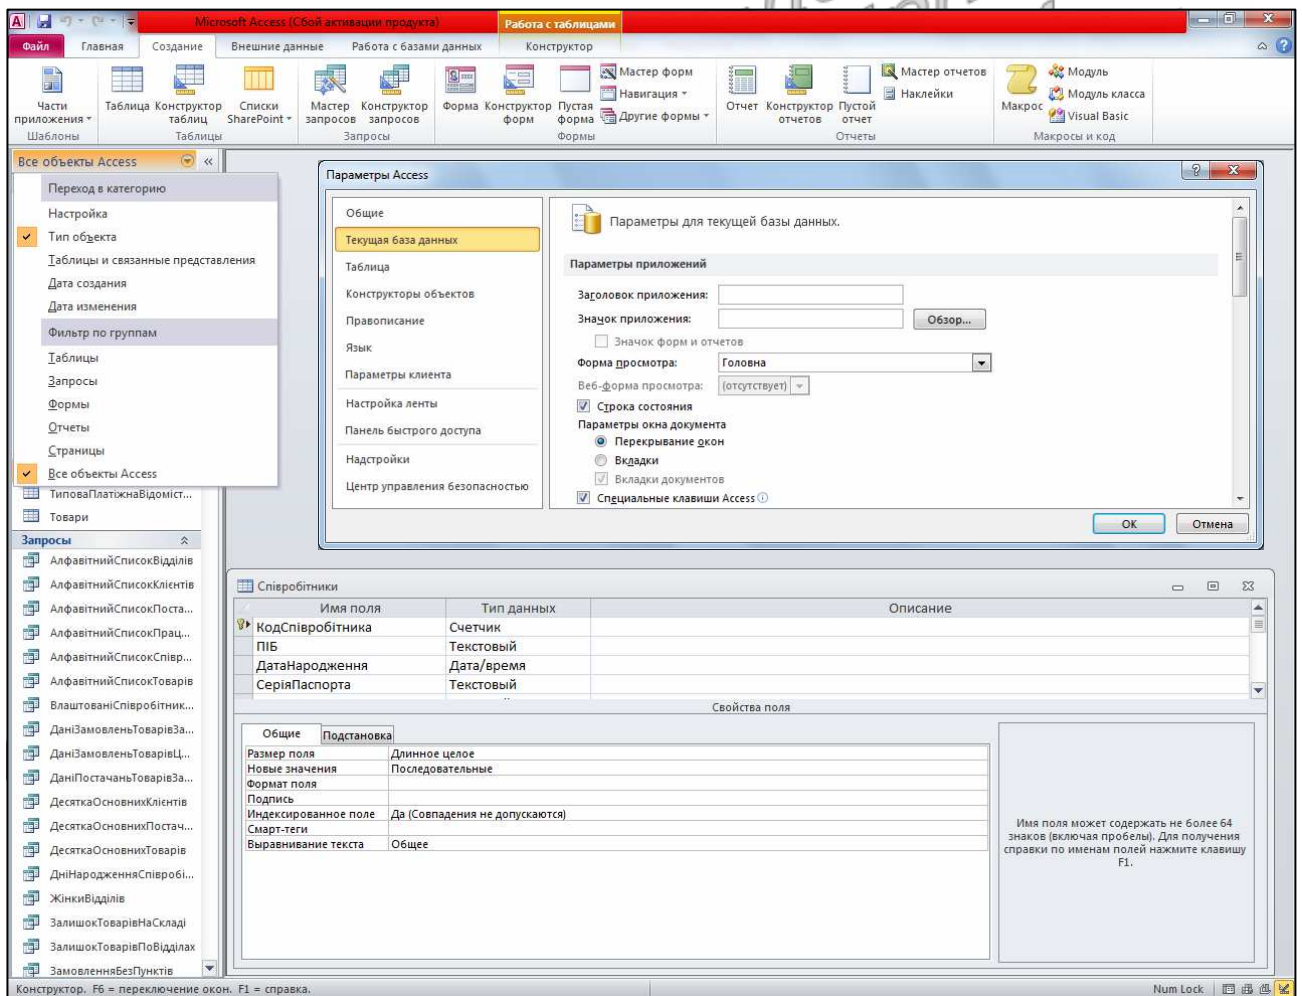 Microsoft Access (Сбой активации продукта)
Работа с таблицами
Файл Главная Создание Внешние данные Работа с базами данных Конструктор
Части приложения
Таблица
Конструктор таблиц
Списки SharePoint
Мастер запросов
Конструктор запросов
Форма
Конструктор форм
Пустая форма
Мастер форм
Навигация
Другие формы
Отчет
Конструктор отчетов
Пустой отчет
Мастер отчетов
Наклейки
Макрос
Модуль
Модуль класса
Visual Basic
Шаблоны Таблицы Запросы Формы Отчеты Макросы и код
Все объекты Access
Переход в категорию
Настройка
Тип объекта
Таблицы и связанные представления
Дата создания
Дата изменения
Фильтр по группам
Таблицы
Запросы
Формы
Отчеты
Страницы
Все объекты Access
ТиповаПлатіжнаВідоміст...
Товари
Запросы
АлфавітнийСписокВідділів
АлфавітнийСписокКлієнтів
АлфавітнийСписокПоста...
АлфавітнийСписокПрац...
АлфавітнийСписокСпівр...
АлфавітнийСписокТоварів
ВлаштованіСпівробітник...
ДаніЗамовленьТоварівЗа...
ДаніЗамовленьТоварівЦ...
ДаніПостачаньТоварівЗа...
ДесяткаОсновнихКлієнтів
ДесяткаОсновнихПостач...
ДесяткаОсновнихТоварів
ДніНародженняСпівробі...
ЖінкиВідділів
ЗалишокТоварівНаСкладі
ЗалишокТоварівПоВідділах
ЗамовленняБезПунктів
Параметры Access
Общие
Текущая база данных
Таблица
Конструкторы объектов
Правописание
Язык
Параметры клиента
Настройка ленты
Панель быстрого доступа
Надстройки
Центр управления безопасностью
Параметры для текущей базы данных.
Параметры приложений
Заголовок приложения:
Значок приложения: Обзор...
Значок форм и отчетов
Форма просмотра: Головна
Веб-форма просмотра: (отсутствует)
Строка состояния
Параметры окна документа
Перекрывание окон
Вкладки
Вкладки документов
Специальные клавиши Access
ОК Отмена
Співробітники
Имя поля Тип данных Описание
КодСпівробітника Счетчик
ПІБ Текстовый
ДатаНародження Дата/время
СеріяПаспорта Текстовый
Свойства поля
Общие Подстановка
Размер поля Длинное целое
Новые значения Последовательные
Формат поля
Подпись
Индексированное поле Да (Совпадения не допускаются)
Смарт-теги
Выравнивание текста Общее
Имя поля может содержать не более 64
знаков (включая пробелы). Для получения
справки по именам полей нажмите клавишу
F1.
Конструктор. F6 = переключение окон. F1 = справка.
Num Lock